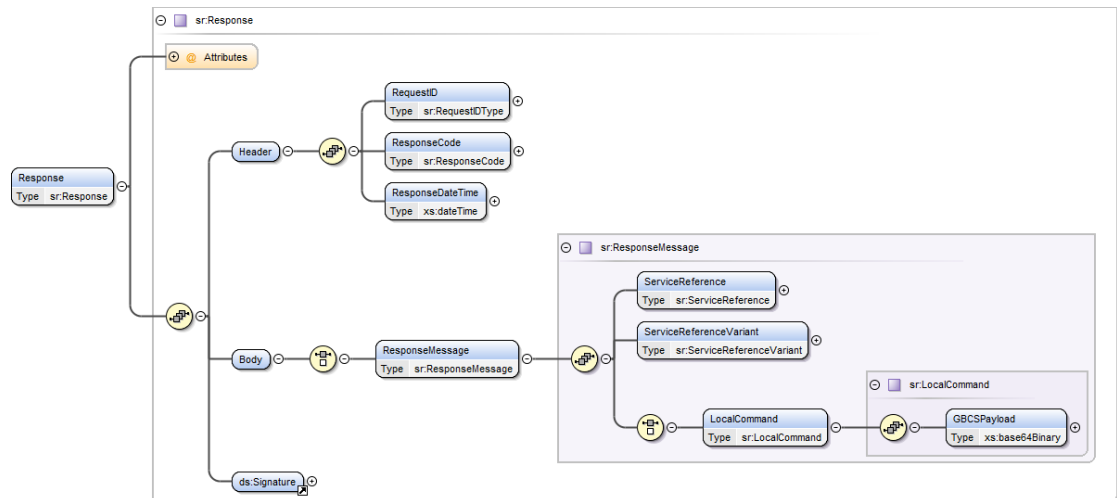 sr:Response
@ Attributes
RequestID
Type sr:RequestIDType
Header
ResponseCode
Type sr:ResponseCode
Response
Type sr:Response
ResponseDateTime
Type xs:dateTime
sr:ResponseMessage
ServiceReference
Type sr:ServiceReference
ServiceReferenceVariant
Type sr:ServiceReferenceVariant
Body
ResponseMessage
Type sr:ResponseMessage
sr:LocalCommand
LocalCommand
Type sr:LocalCommand
GBCSPayload
Type xs:base64Binary
ds:Signature